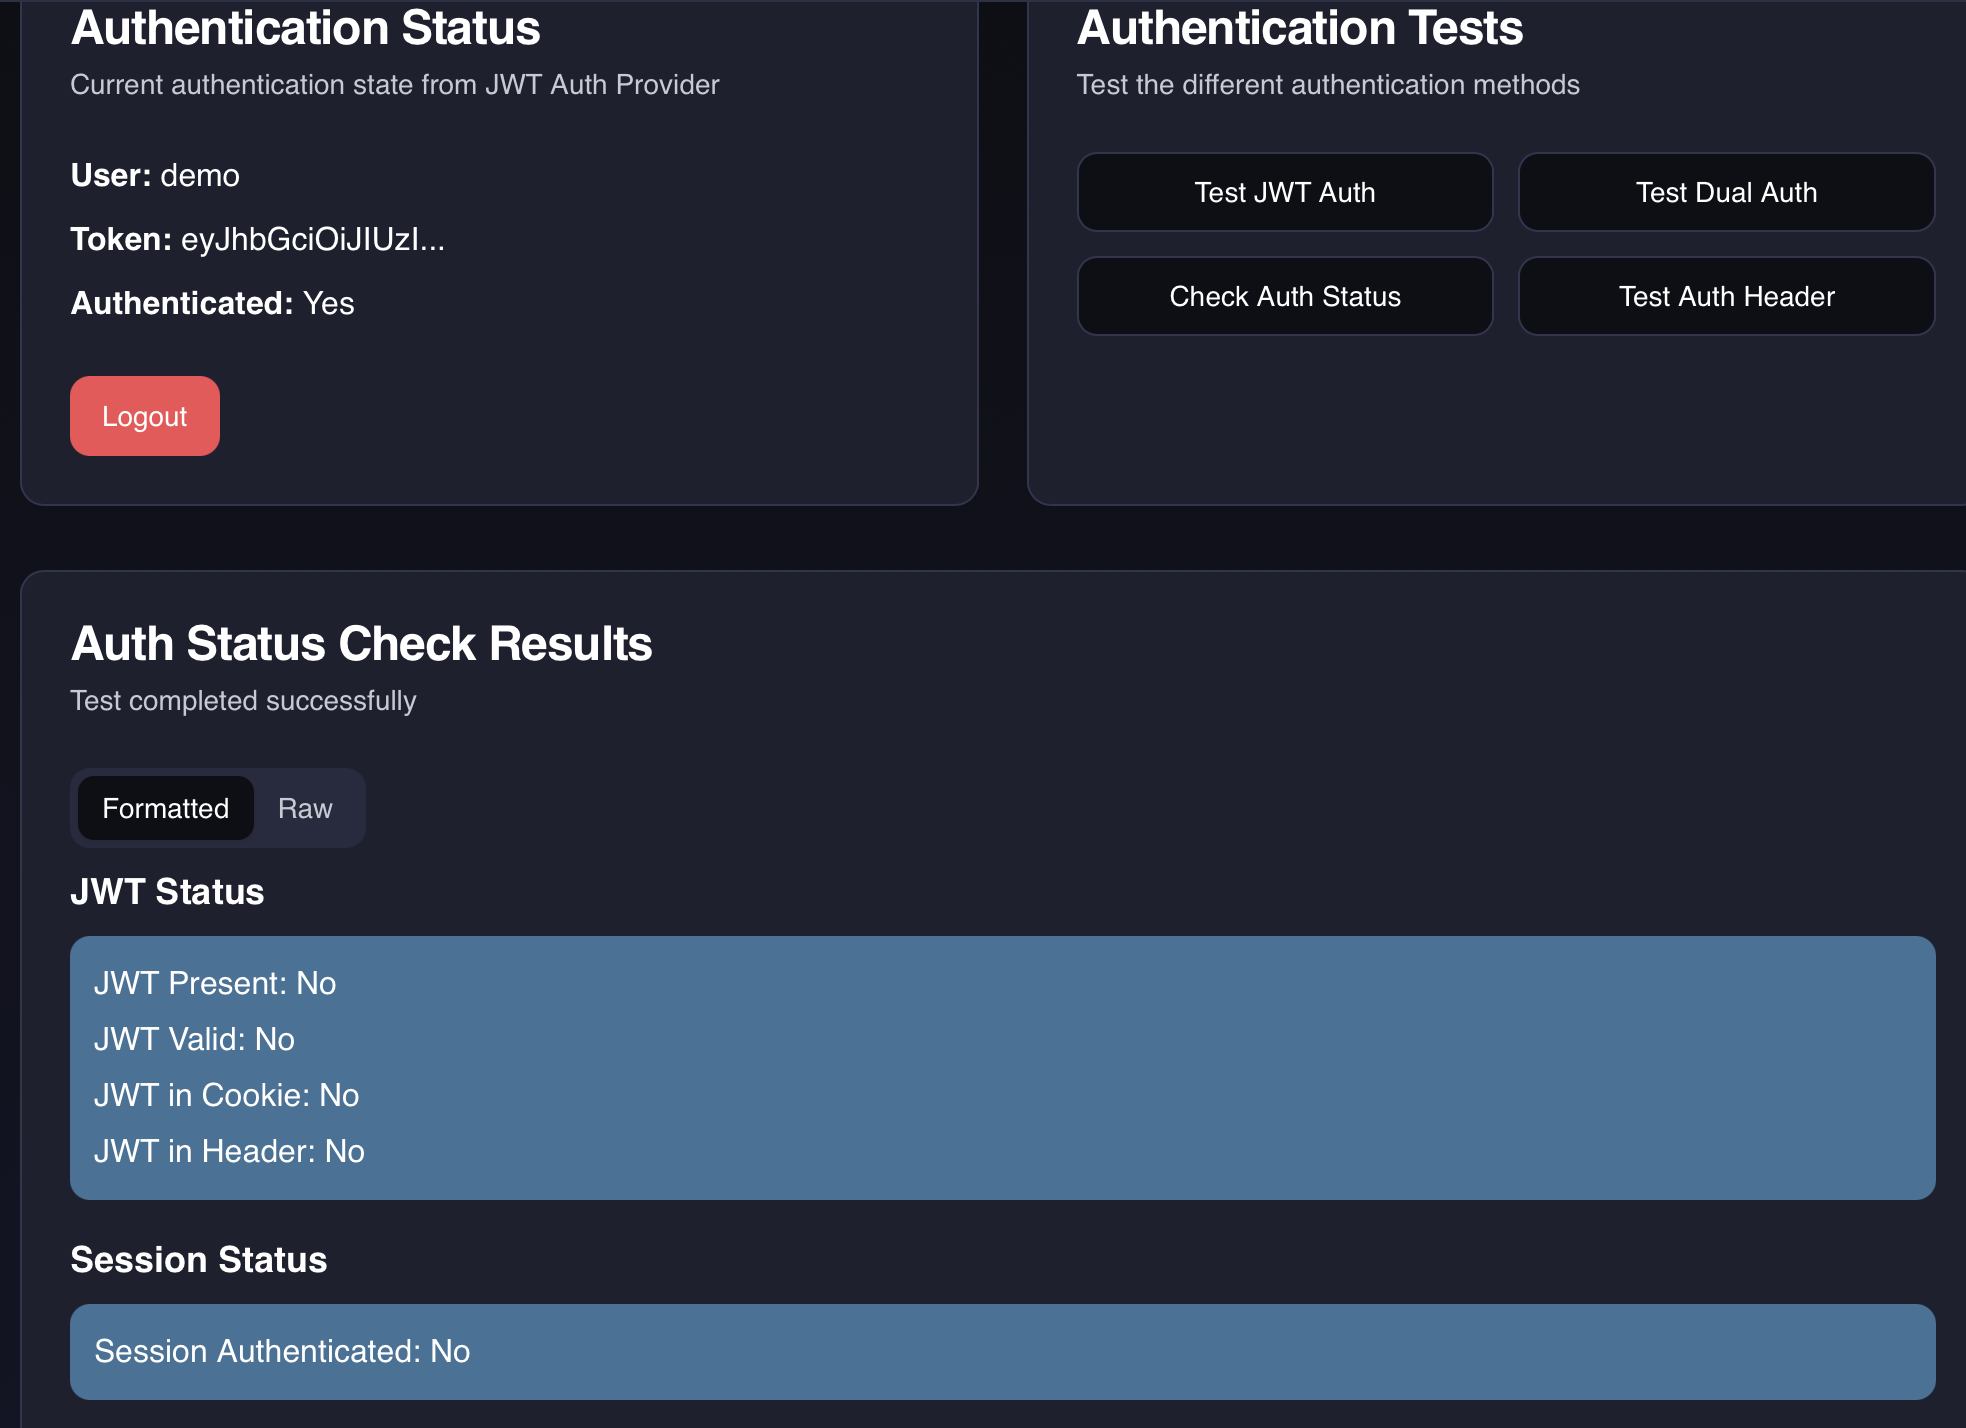 Authentication Status
Current authentication state from JWT Auth Provider
User: demo
Token: eyJhbGciOiJIUzI...
Authenticated: Yes
Logout
Authentication Tests
Test the different authentication methods
Test JWT Auth
Test Dual Auth
Check Auth Status
Test Auth Header
Auth Status Check Results
Test completed successfully
Formatted
Raw
JWT Status
JWT Present: No
JWT Valid: No
JWT in Cookie: No
JWT in Header: No
Session Status
Session Authenticated: No